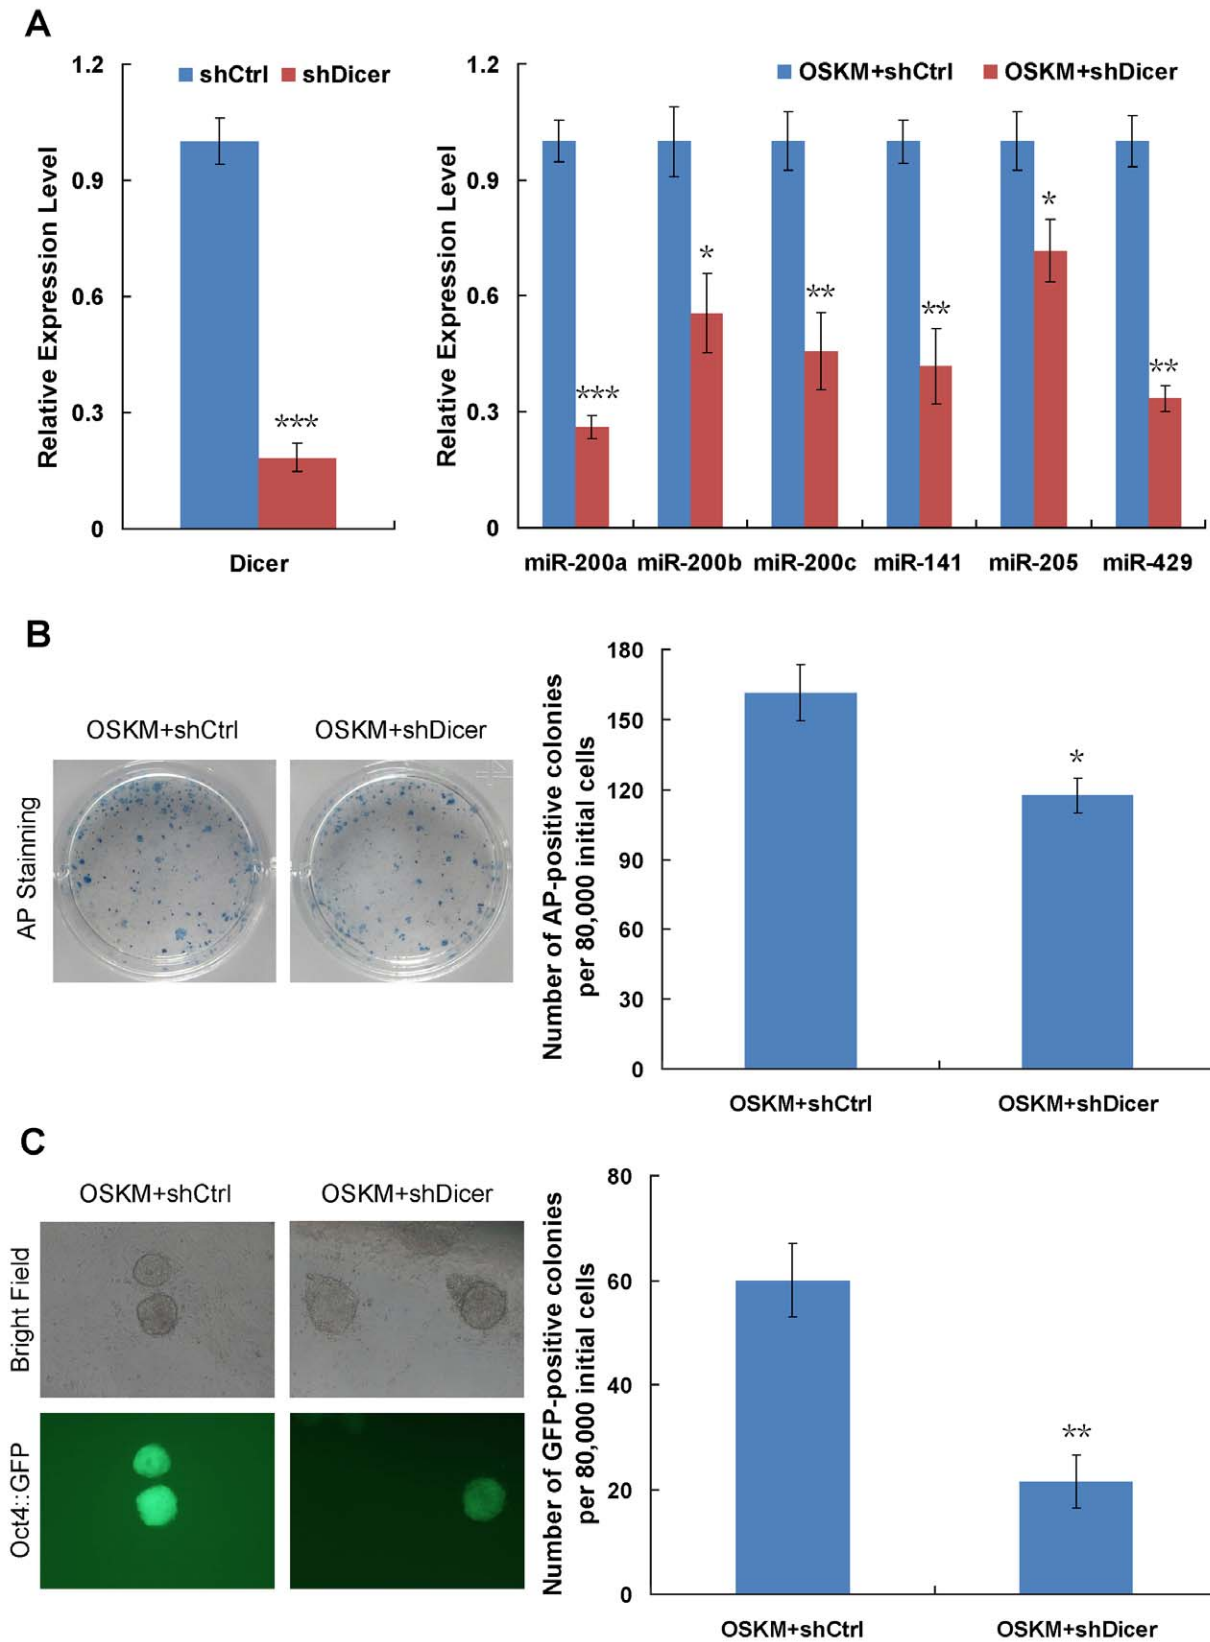 A
shCtrl shDicer
Relative Expression Level
1.2
0.9
0.6
0.3
0
***
Dicer
OSKM+shCtrl OSKM+shDicer
Relative Expression Level
1.2
0.9
0.6
0.3
0
*** * ** ** * **
miR-200a miR-200b miR-200c miR-141 miR-205 miR-429
B
OSKM+shCtrl OSKM+shDicer
AP Stainning
Number of AP-positive colonies
per 80,000 initial cells
180
150
120
90
60
30
0
*
OSKM+shCtrl OSKM+shDicer
C
OSKM+shCtrl OSKM+shDicer
Bright Field
Oct4::GFP
Number of GFP-positive colonies
per 80,000 initial cells
80
60
40
20
0
**
OSKM+shCtrl OSKM+shDicer